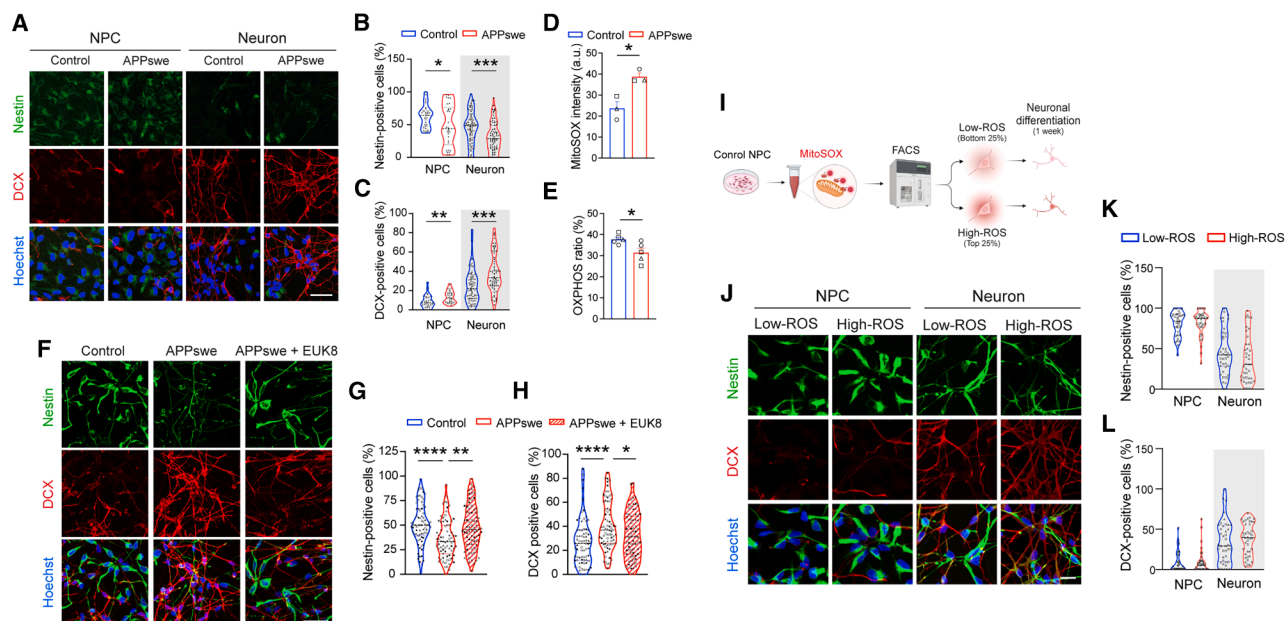 A
NPC
Neuron
Control
APPswe
Control
APPswe
Nestin
DCX
Hoechst
B
Control
APPswe
Nestin-positive cells (%)
100
50
0
*
***
NPC
Neuron
C
DCX-positive cells (%)
100
80
60
40
20
0
**
***
NPC
Neuron
D
Control
APPswe
MitoSOX intensity (a.u.)
50
40
30
20
10
0
*
E
OXPHOS ratio (%)
50
40
30
20
10
0
*
F
Control
APPswe
APPswe + EUK8
Nestin
DCX
Hoechst
G
H
Control
APPswe
APPswe + EUK8
Nestin-positive cells (%)
125
100
75
50
25
0
****
**
DCX positive cells (%)
100
80
60
40
20
0
****
*
I
Control NPC
MitoSOX
FACS
Low-ROS
(Bottom 25%)
High-ROS
(Top 25%)
Neuronal
differentiation
(1 week)
J
NPC
Neuron
Low-ROS
High-ROS
Low-ROS
High-ROS
Nestin
DCX
Hoechst
K
Low-ROS
High-ROS
Nestin-positive cells (%)
150
100
50
0
NPC
Neuron
L
DCX-positive cells (%)
150
100
50
0
NPC
Neuron